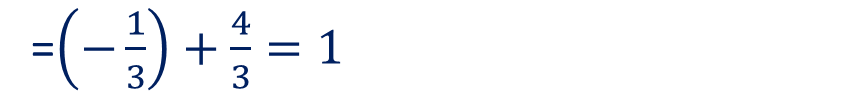 =(−1/3) + 4/3 = 1